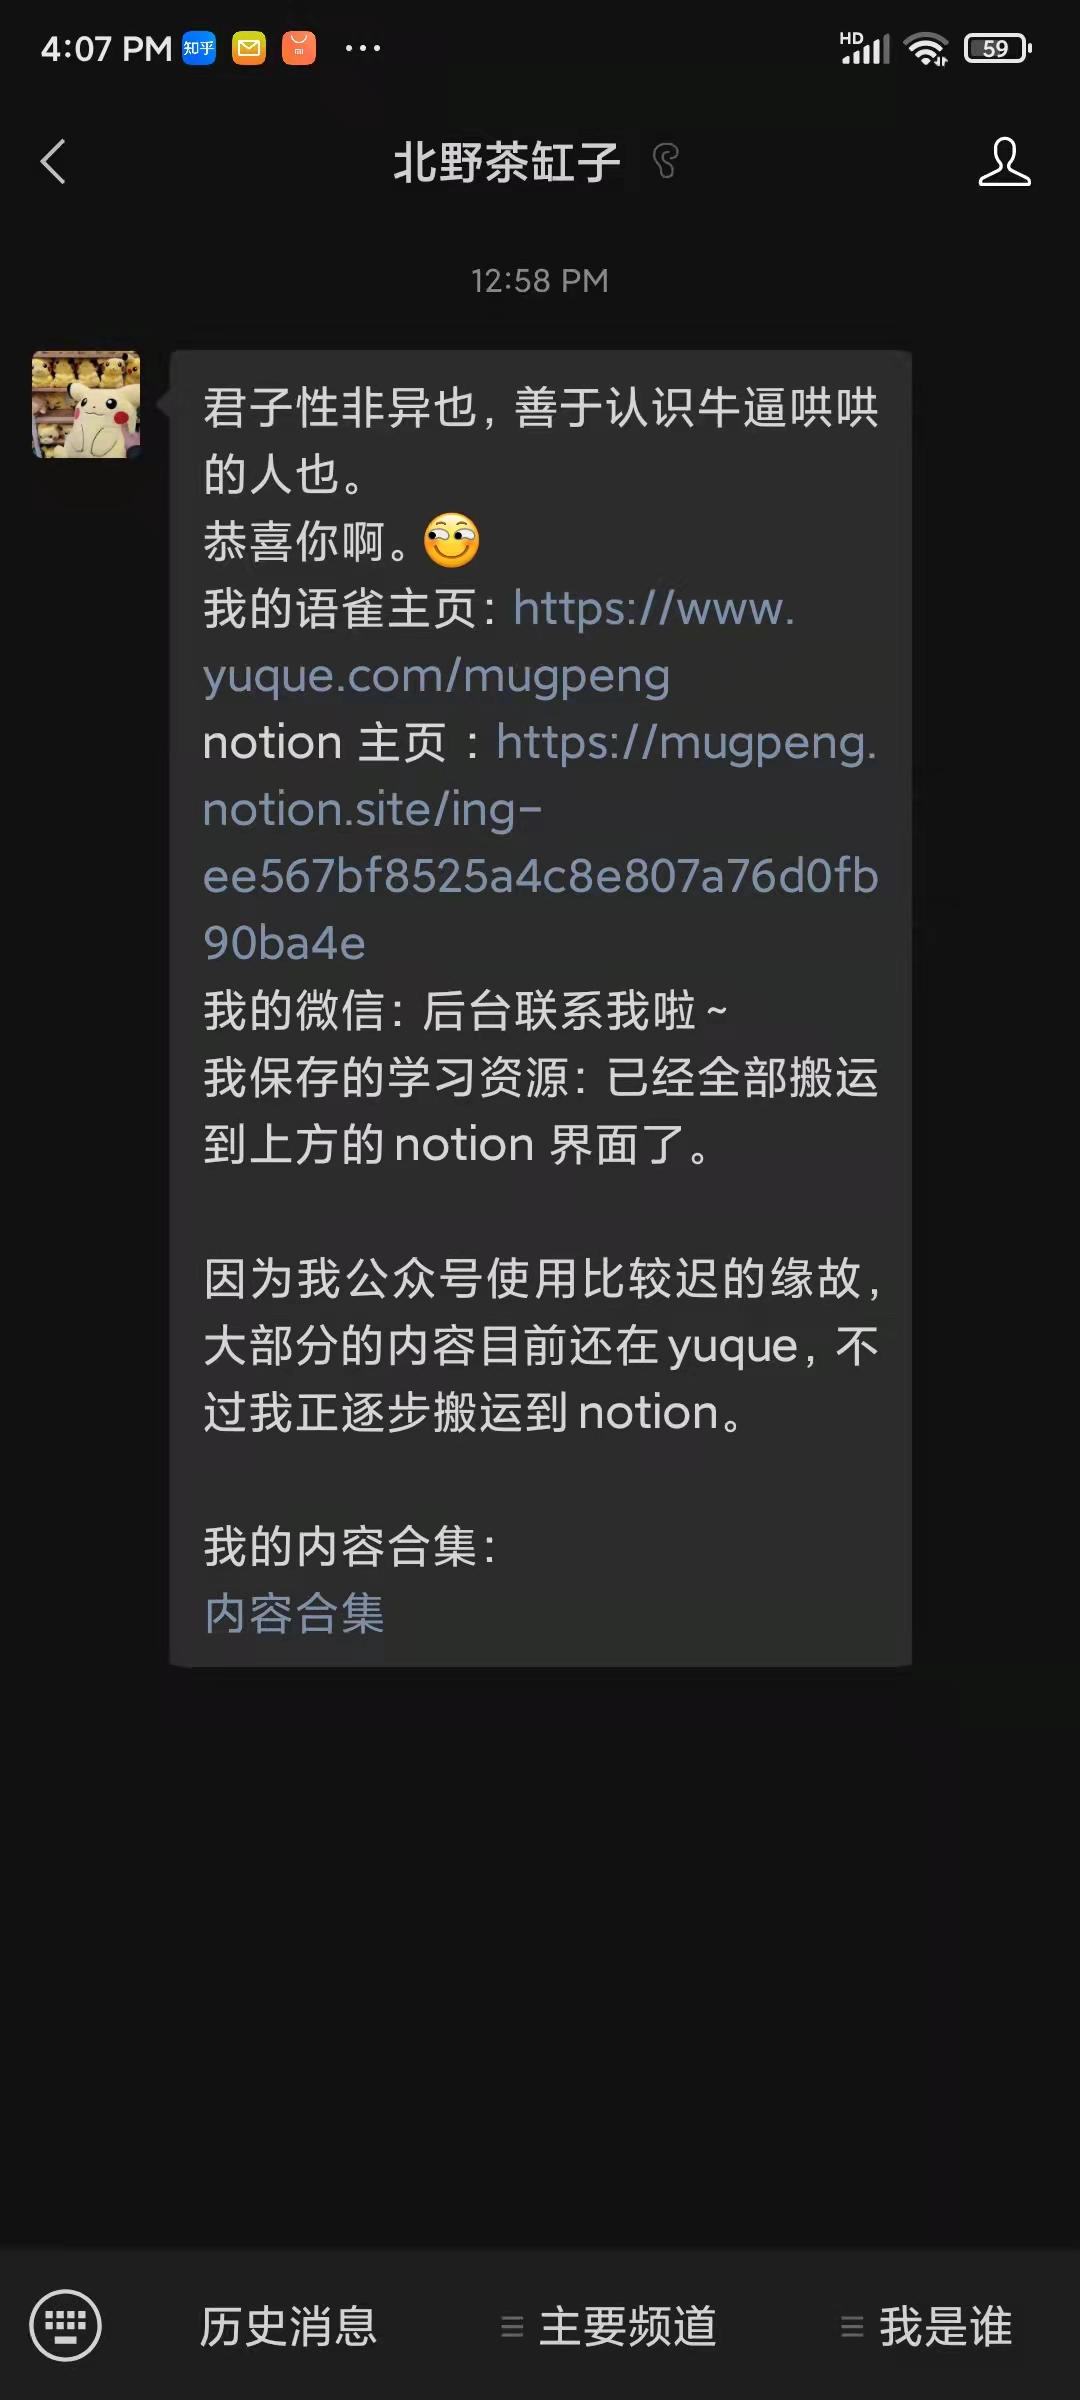 4:07 PM 知乎 mi ··· HD 59
北野茶缸子
12:58 PM
君子性非异也，善于认识牛逼哄哄
的人也。
恭喜你啊。
我的语雀主页：https://www.
yuque.com/mugpeng
notion 主页 ：https://mugpeng.
notion.site/ing-
ee567bf8525a4c8e807a76d0fb
90ba4e
我的微信：后台联系我啦~
我保存的学习资源：已经全部搬运
到上方的notion 界面了。
因为我公众号使用比较迟的缘故，
大部分的内容目前还在yuque，不
过我正逐步搬运到notion。
我的内容合集：
内容合集
历史消息 主要频道 我是谁